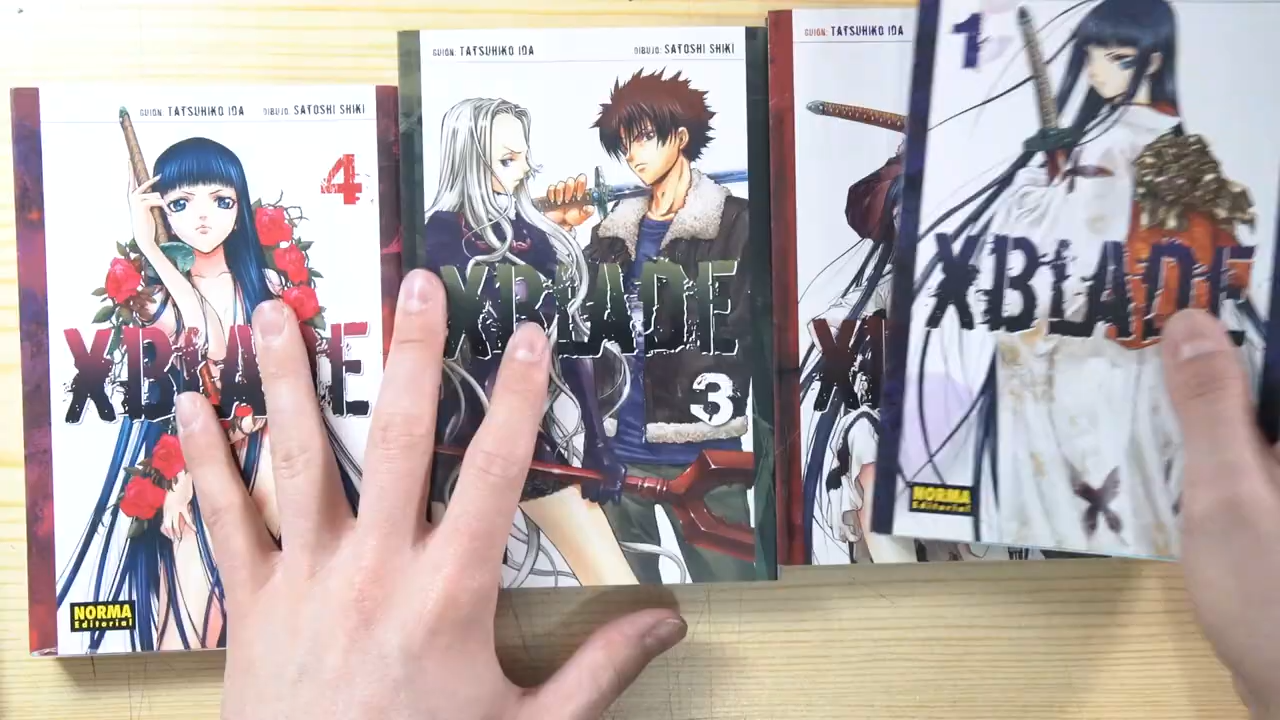 GUION: TATSUHIKO IDA DIBUJO: SATOSHI SHIKI
4
XBLADE
NORMA
Editorial
GUION: TATSUHIKO IDA DIBUJO: SATOSHI SHIKI
XBLADE
3
GUION: TATSUHIKO IDA
1
XBLADE
NORMA
Editorial